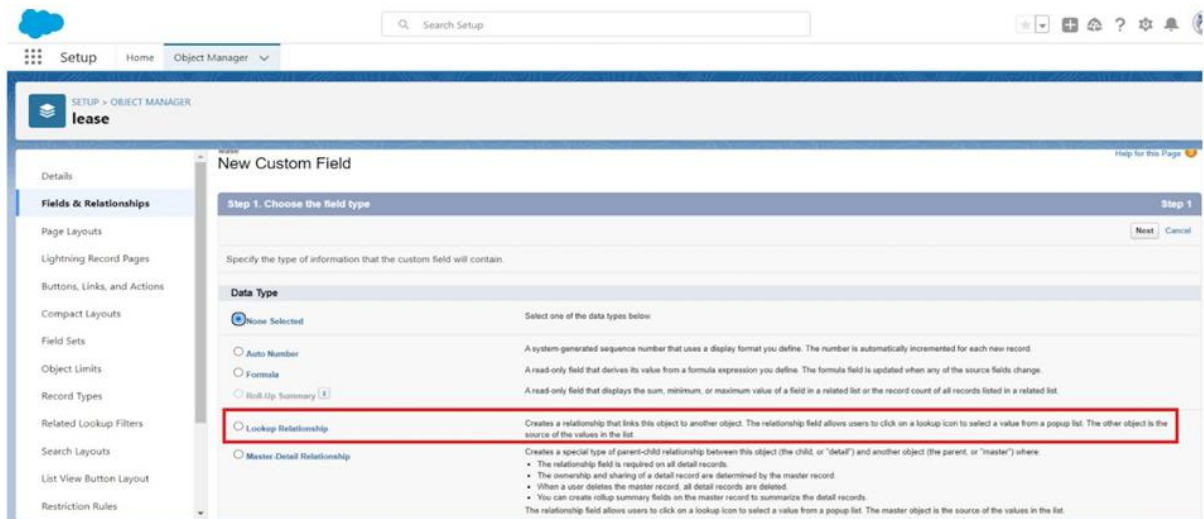 Search Setup
Setup
Home
Object Manager
SETUP > OBJECT MANAGER
lease
Details
Fields & Relationships
Page Layouts
Lightning Record Pages
Buttons, Links, and Actions
Compact Layouts
Field Sets
Object Limits
Record Types
Related Lookup Filters
Search Layouts
List View Button Layout
Restriction Rules
New Custom Field
Help for this Page
Step 1. Choose the field type
Step 1
Next
Cancel
Specify the type of information that the custom field will contain.
Data Type
None Selected
Select one of the data types below.
Auto Number
A system-generated sequence number that uses a display format you define. The number is automatically incremented for each new record.
Formula
A read-only field that derives its value from a formula expression you define. The formula field is updated when any of the source fields change.
Roll-Up Summary
A read-only field that displays the sum, minimum, or maximum value of a field in a related list or the record count of all records listed in a related list.
Lookup Relationship
Creates a relationship that links this object to another object. The relationship field allows users to click on a lookup icon to select a value from a popup list. The other object is the
source of the values in the list.
Master-Detail Relationship
Creates a special type of parent-child relationship between this object (the child, or "detail") and another object (the parent, or "master") where:
• The relationship field is required on all detail records.
• The ownership and sharing of a detail record are determined by the master record.
• When a user deletes the master record, all detail records are deleted.
• You can create rollup summary fields on the master record to summarize the detail records.
The relationship field allows users to click on a lookup icon to select a value from a popup list. The master object is the source of the values in the list.